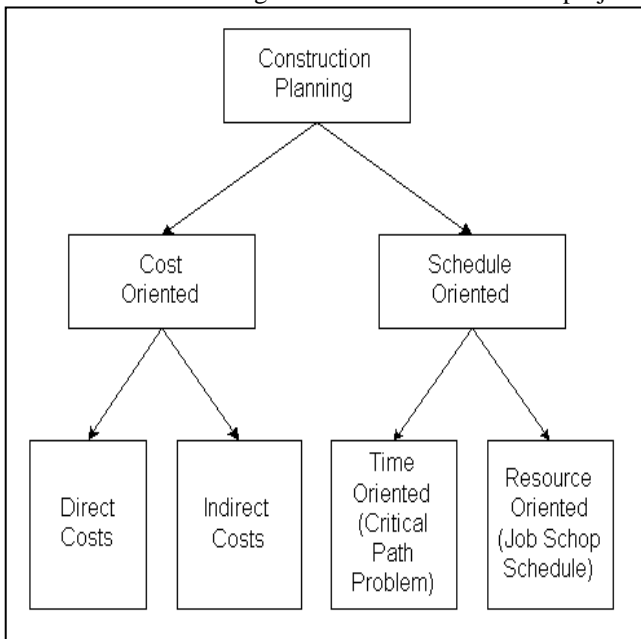 Construction
Planning
Cost
Oriented
Schedule
Oriented
Direct
Costs
Indirect
Costs
Time
Oriented
(Critical
Path
Problem)
Resource
Oriented
(Job Schop
Schedule)